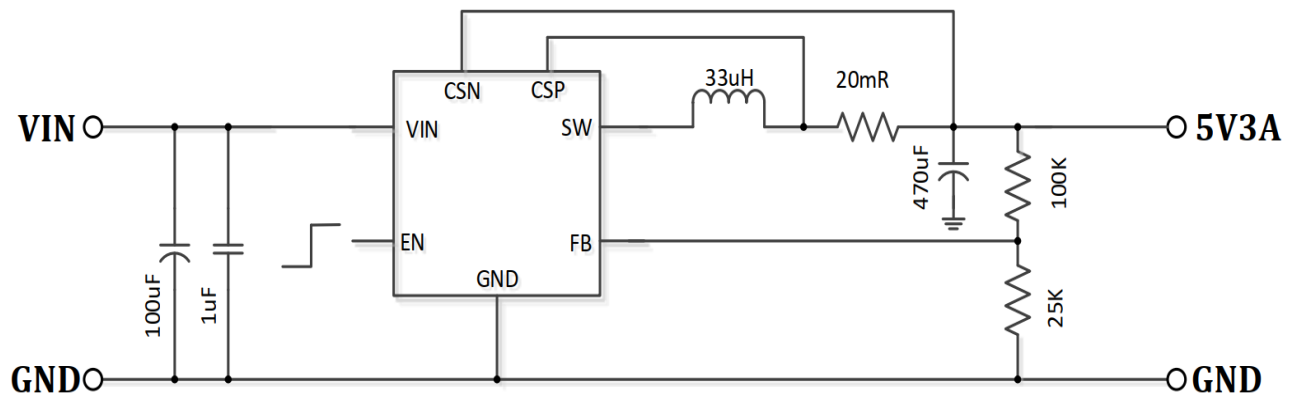 CSN
CSP
33uH
20mR
VIN
VIN
SW
5V3A
470uF
100K
EN
FB
GND
100uF
1uF
25K
GND
GND